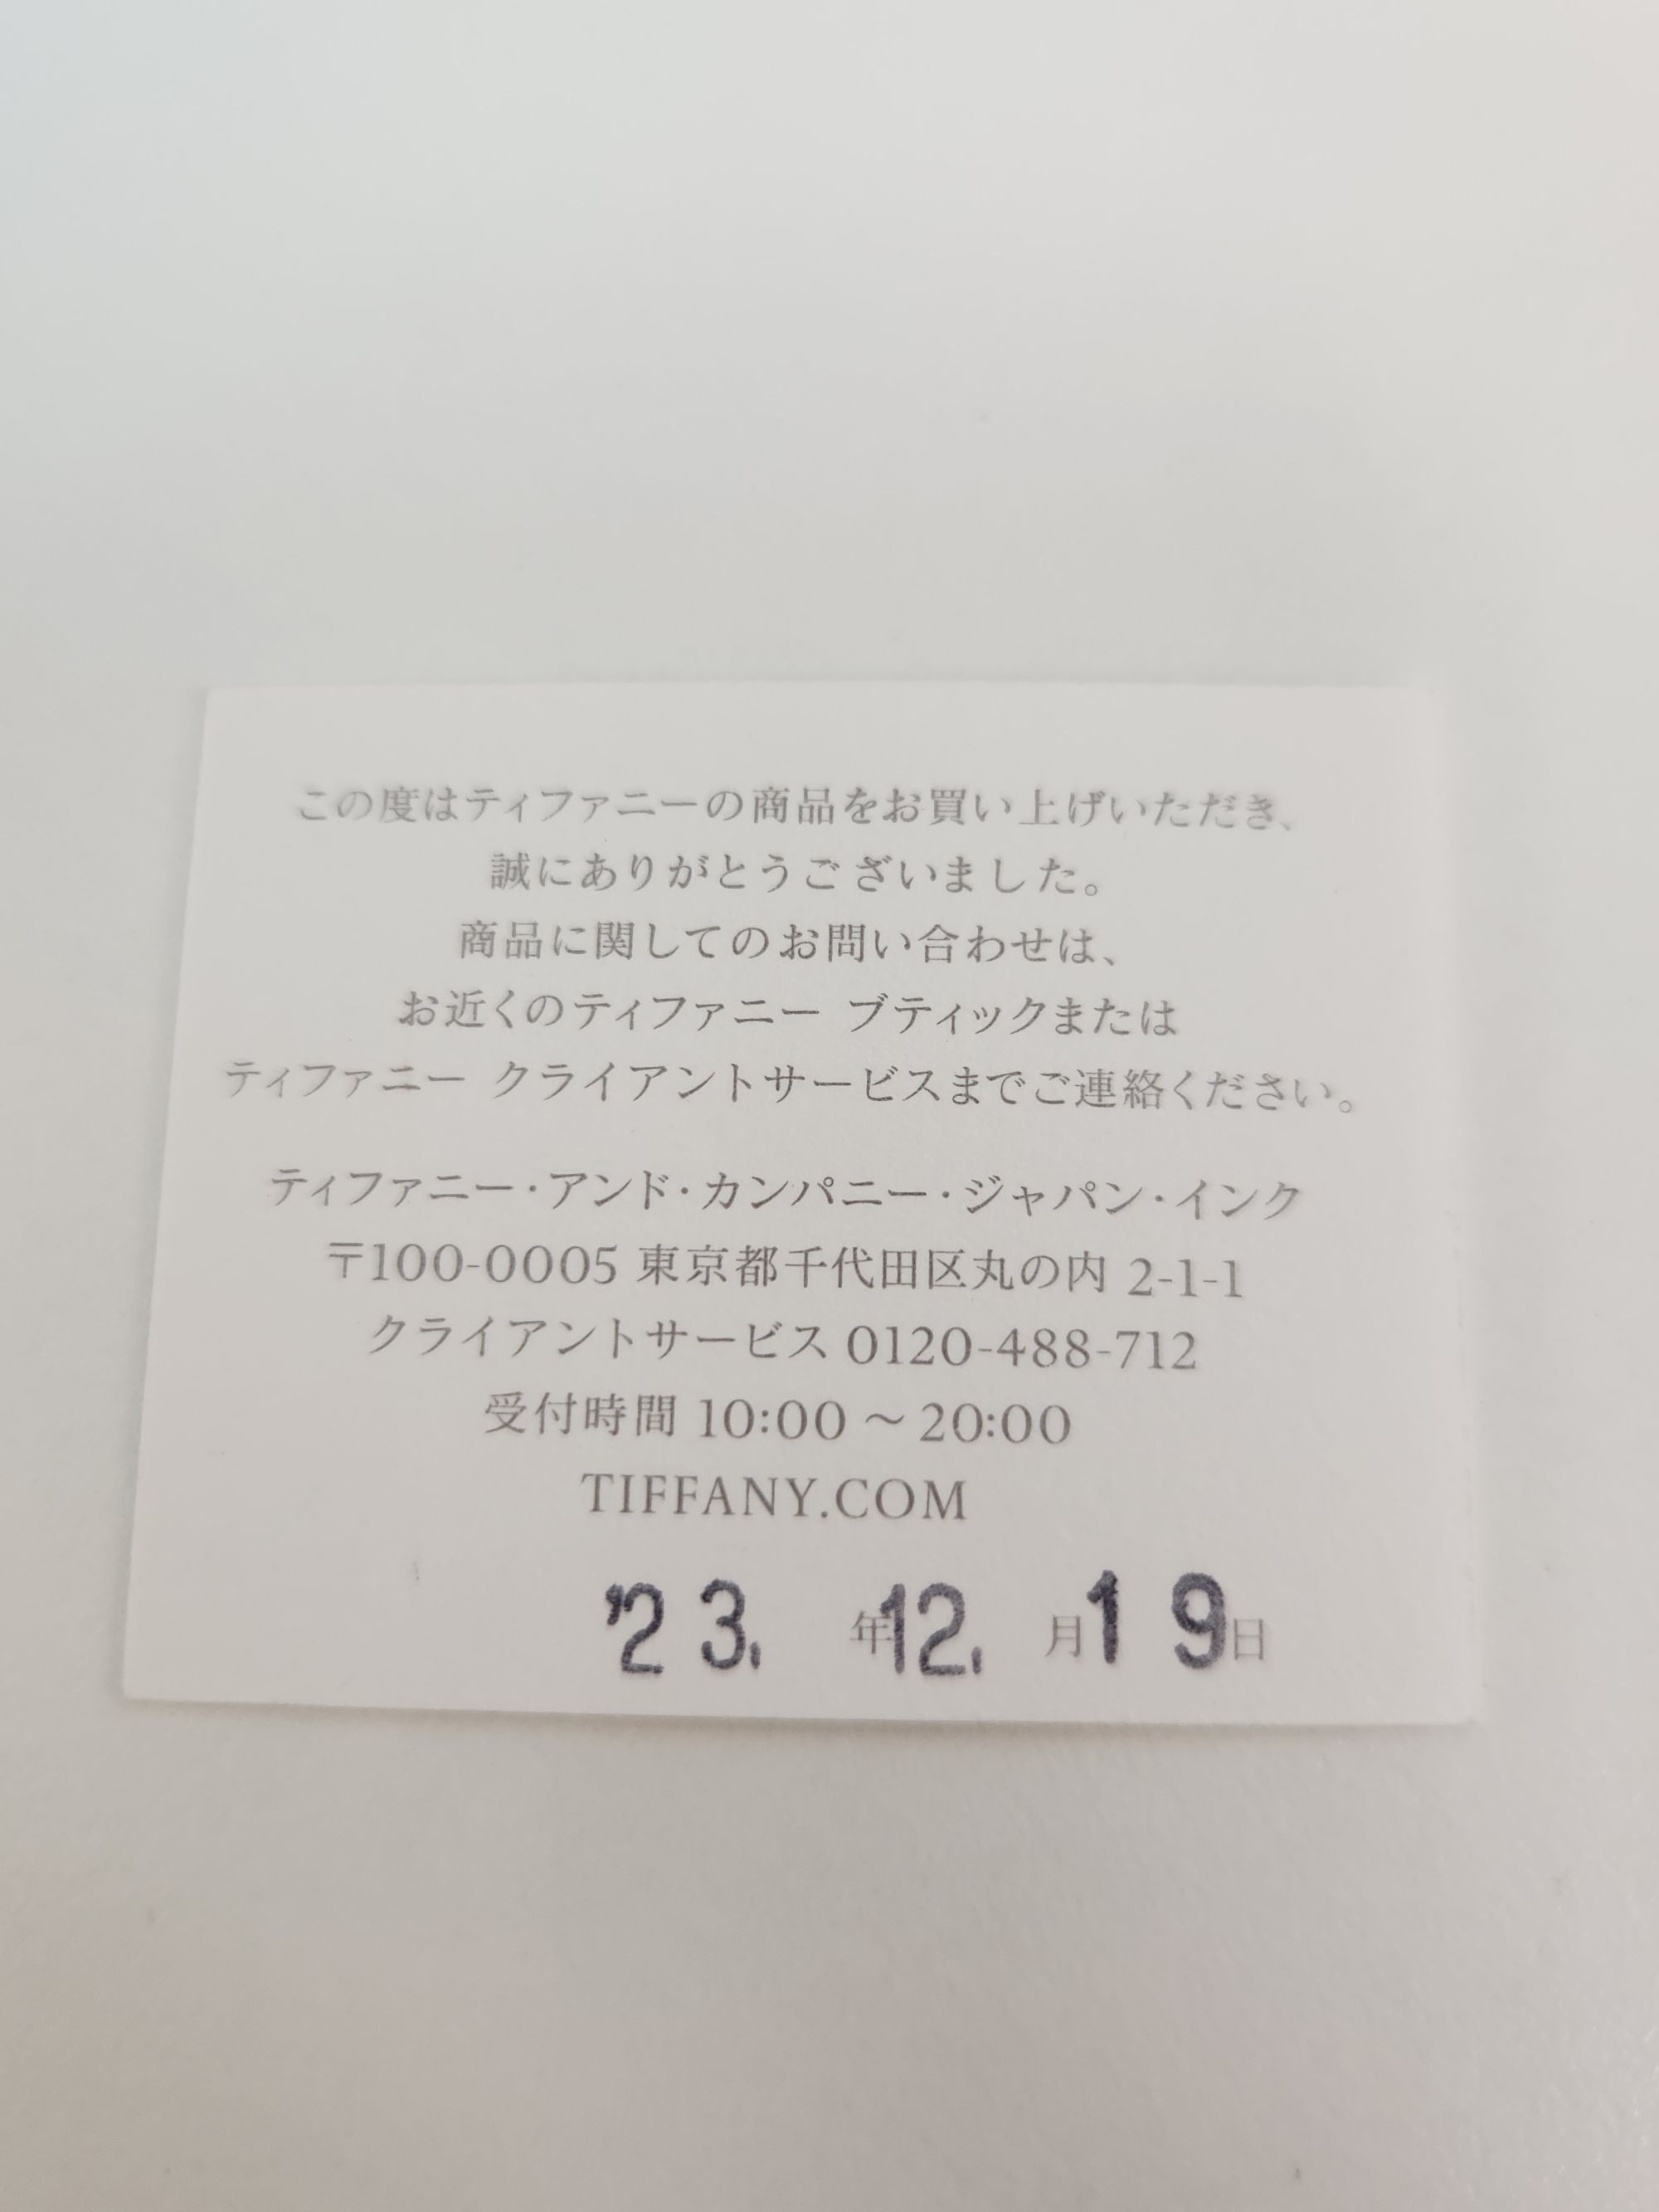 この度はティファニーの商品をお買い上げいただき、
誠にありがとうございました。
商品に関してのお問い合わせは、
お近くのティファニー ブティックまたは
ティファニー クライアントサービスまでご連絡ください。
ティファニー・アンド・カンパニー・ジャパン・インク
〒100-0005 東京都千代田区丸の内 2-1-1
クライアントサービス 0120-488-712
受付時間 10:00 ～ 20:00
TIFFANY.COM
'23. 年12. 月19日